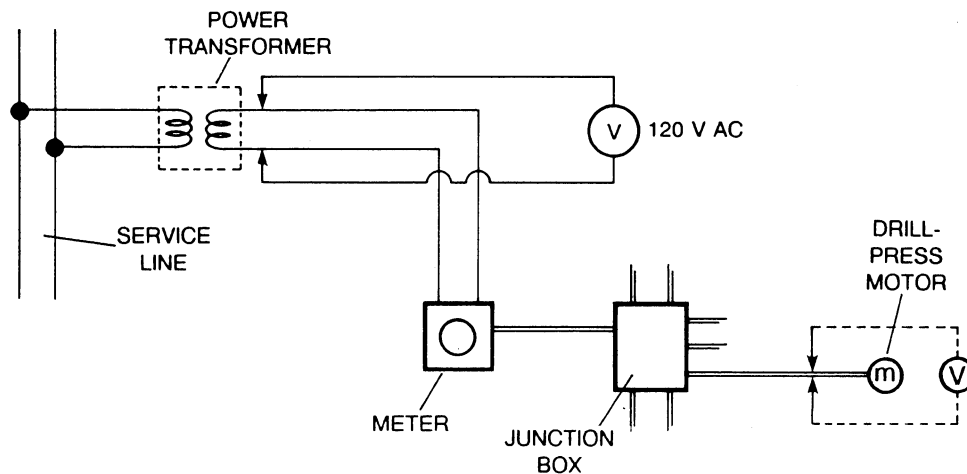 POWER
TRANSFORMER
V
120 V AC
SERVICE
LINE
DRILL-
PRESS
MOTOR
m
V
METER
JUNCTION
BOX